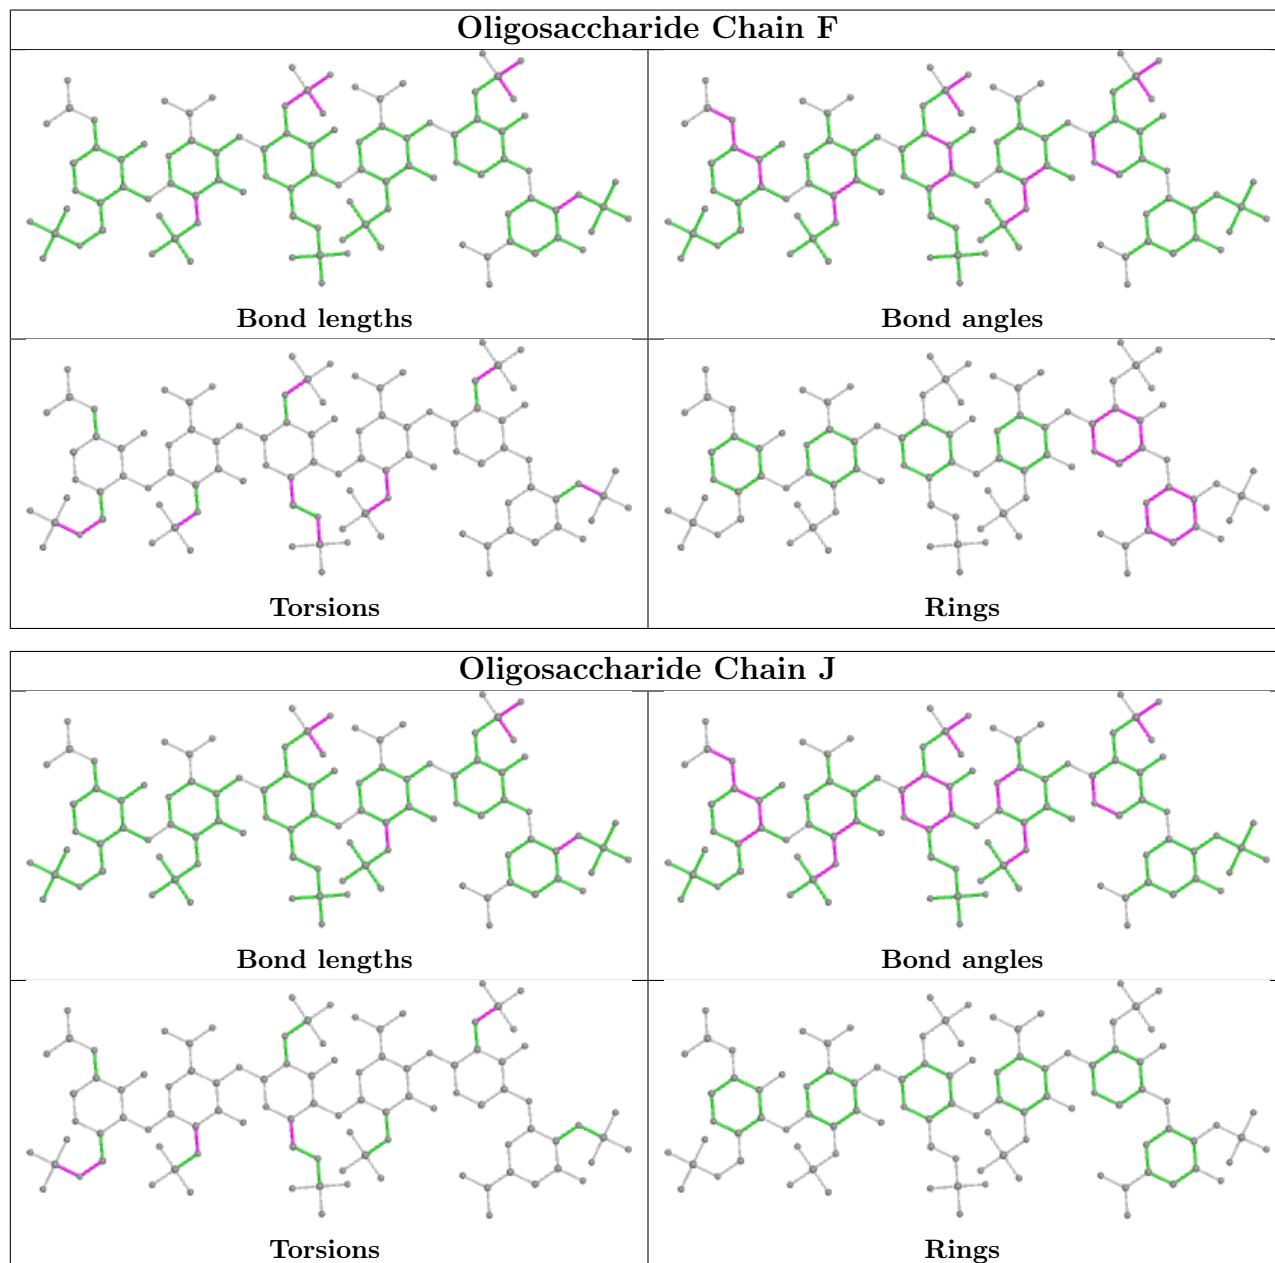 Oligosaccharide Chain F
Bond lengths
Bond angles
Torsions
Rings
Oligosaccharide Chain J
Bond lengths
Bond angles
Torsions
Rings